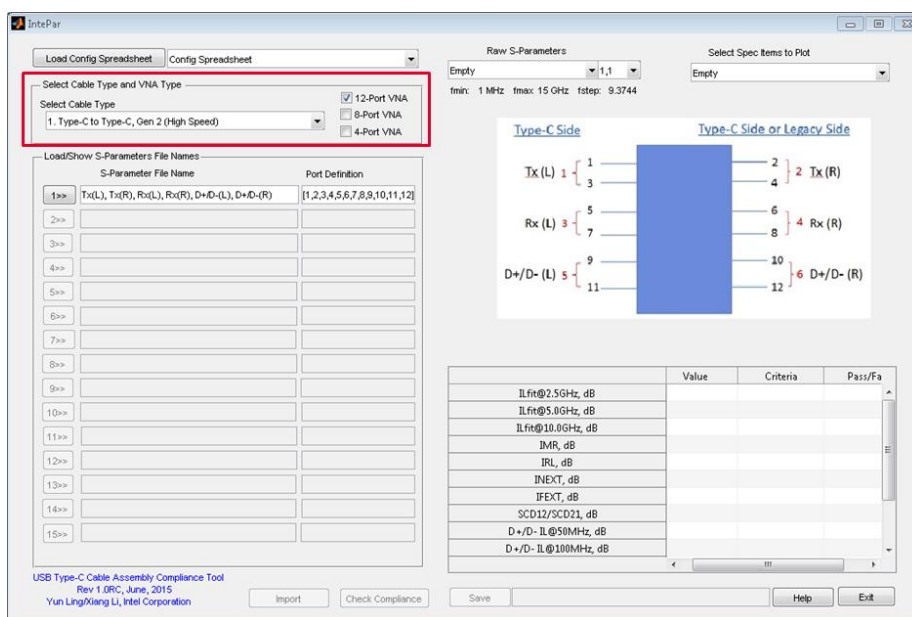 IntePar
Load Config Spreadsheet
Config Spreadsheet
Select Cable Type and VNA Type
Select Cable Type
1. Type-C to Type-C, Gen 2 (High Speed)
12-Port VNA
8-Port VNA
4-Port VNA
Load/Show S-Parameters File Names
S-Parameter File Name
Port Definition
1>>
Tx(L), Tx(R), Rx(L), Rx(R), D+/D-(L), D+/D-(R)
[1,2,3,4,5,6,7,8,9,10,11,12]
2>>
3>>
4>>
5>>
6>>
7>>
8>>
9>>
10>>
11>>
12>>
13>>
14>>
15>>
USB Type-C Cable Assembly Compliance Tool
Rev 1.0RC, June, 2015
Yun Ling/Xiang Li, Intel Corporation
Import
Check Compliance
Raw S-Parameters
Empty
1,1
fmin: 1 MHz fmax: 15 GHz fstep: 9.3744
Select Spec Items to Plot
Empty
Type-C Side
Type-C Side or Legacy Side
Tx (L) 1 1 3
2 4 2 Tx (R)
Rx (L) 3 5 7
6 8 4 Rx (R)
D+/D- (L) 5 9 11
10 12 6 D+/D- (R)
Value Criteria Pass/Fa
ILfit@2.5GHz, dB
ILfit@5.0GHz, dB
ILfit@10.0GHz, dB
IMR, dB
IRL, dB
INEXT, dB
IFEXT, dB
SCD12/SCD21, dB
D+/D- IL@50MHz, dB
D+/D- IL@100MHz, dB
Save
Help
Exit